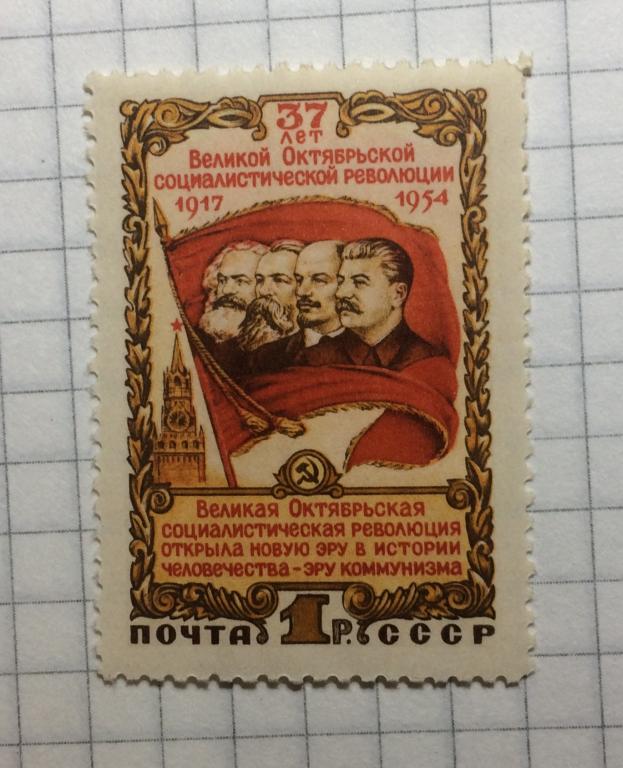 37
лет
Великой Октябрьской
социалистической революции
1917 1954
Великая Октябрьская
социалистическая революция
открыла новую эру в истории
человечества - эру коммунизма
ПОЧТА 1 Р. СССР